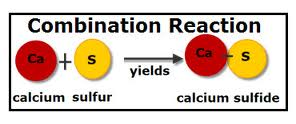 Combination Reaction
Ca + S yields Ca S
calcium sulfur calcium sulfide